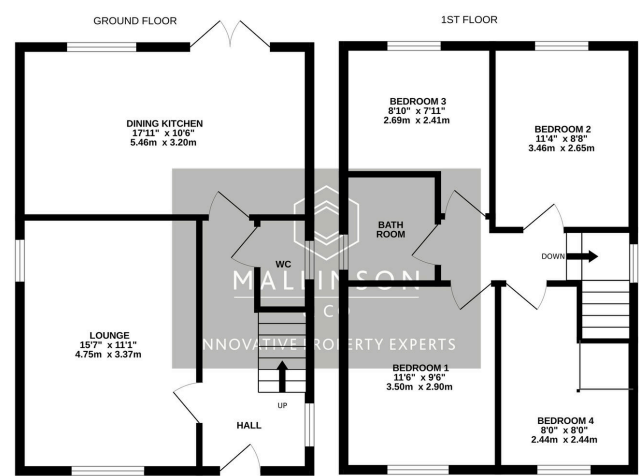 GROUND FLOOR
1ST FLOOR
DINING KITCHEN
17'11" x 10'6"
5.46m x 3.20m
WC
LOUNGE
15'7" x 11'1"
4.75m x 3.37m
UP
HALL
BEDROOM 3
8'10" x 7'11"
2.69m x 2.41m
BEDROOM 2
11'4" x 8'8"
3.46m x 2.65m
BATH
ROOM
DOWN
BEDROOM 1
11'6" x 9'6"
3.50m x 2.90m
BEDROOM 4
8'0" x 8'0"
2.44m x 2.44m
MALLINSON
& CO
INNOVATIVE PROPERTY EXPERTS